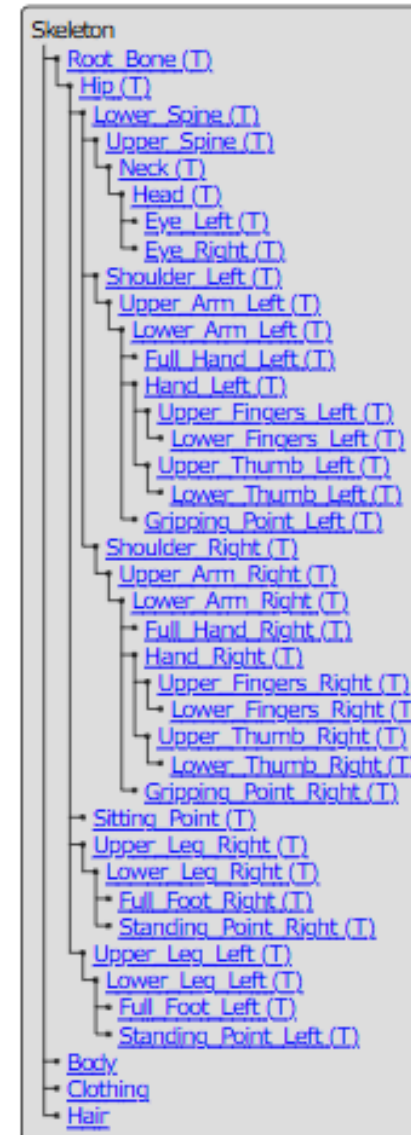 Skeleton
Root_Bone (T)
Hip (T)
Lower_Spine (T)
Upper_Spine (T)
Neck (T)
Head (T)
Eye_Left (T)
Eye_Right (T)
Shoulder_Left (T)
Upper_Arm_Left (T)
Lower_Arm_Left (T)
Full_Hand_Left (T)
Hand_Left (T)
Upper_Fingers_Left (T)
Lower_Fingers_Left (T)
Upper_Thumb_Left (T)
Lower_Thumb_Left (T)
Gripping_Point_Left (T)
Shoulder_Right (T)
Upper_Arm_Right (T)
Lower_Arm_Right (T)
Full_Hand_Right (T)
Hand_Right (T)
Upper_Fingers_Right (T)
Lower_Fingers_Right (T
Upper_Thumb_Right (T)
Lower_Thumb_Right (T
Gripping_Point_Right (T)
Sitting_Point (T)
Upper_Leg_Right (T)
Lower_Leg_Right (T)
Full_Foot_Right (T)
Standing_Point_Right (T)
Upper_Leg_Left (T)
Lower_Leg_Left (T)
Full_Foot_Left (T)
Standing_Point_Left (T)
Body
Clothing
Hair